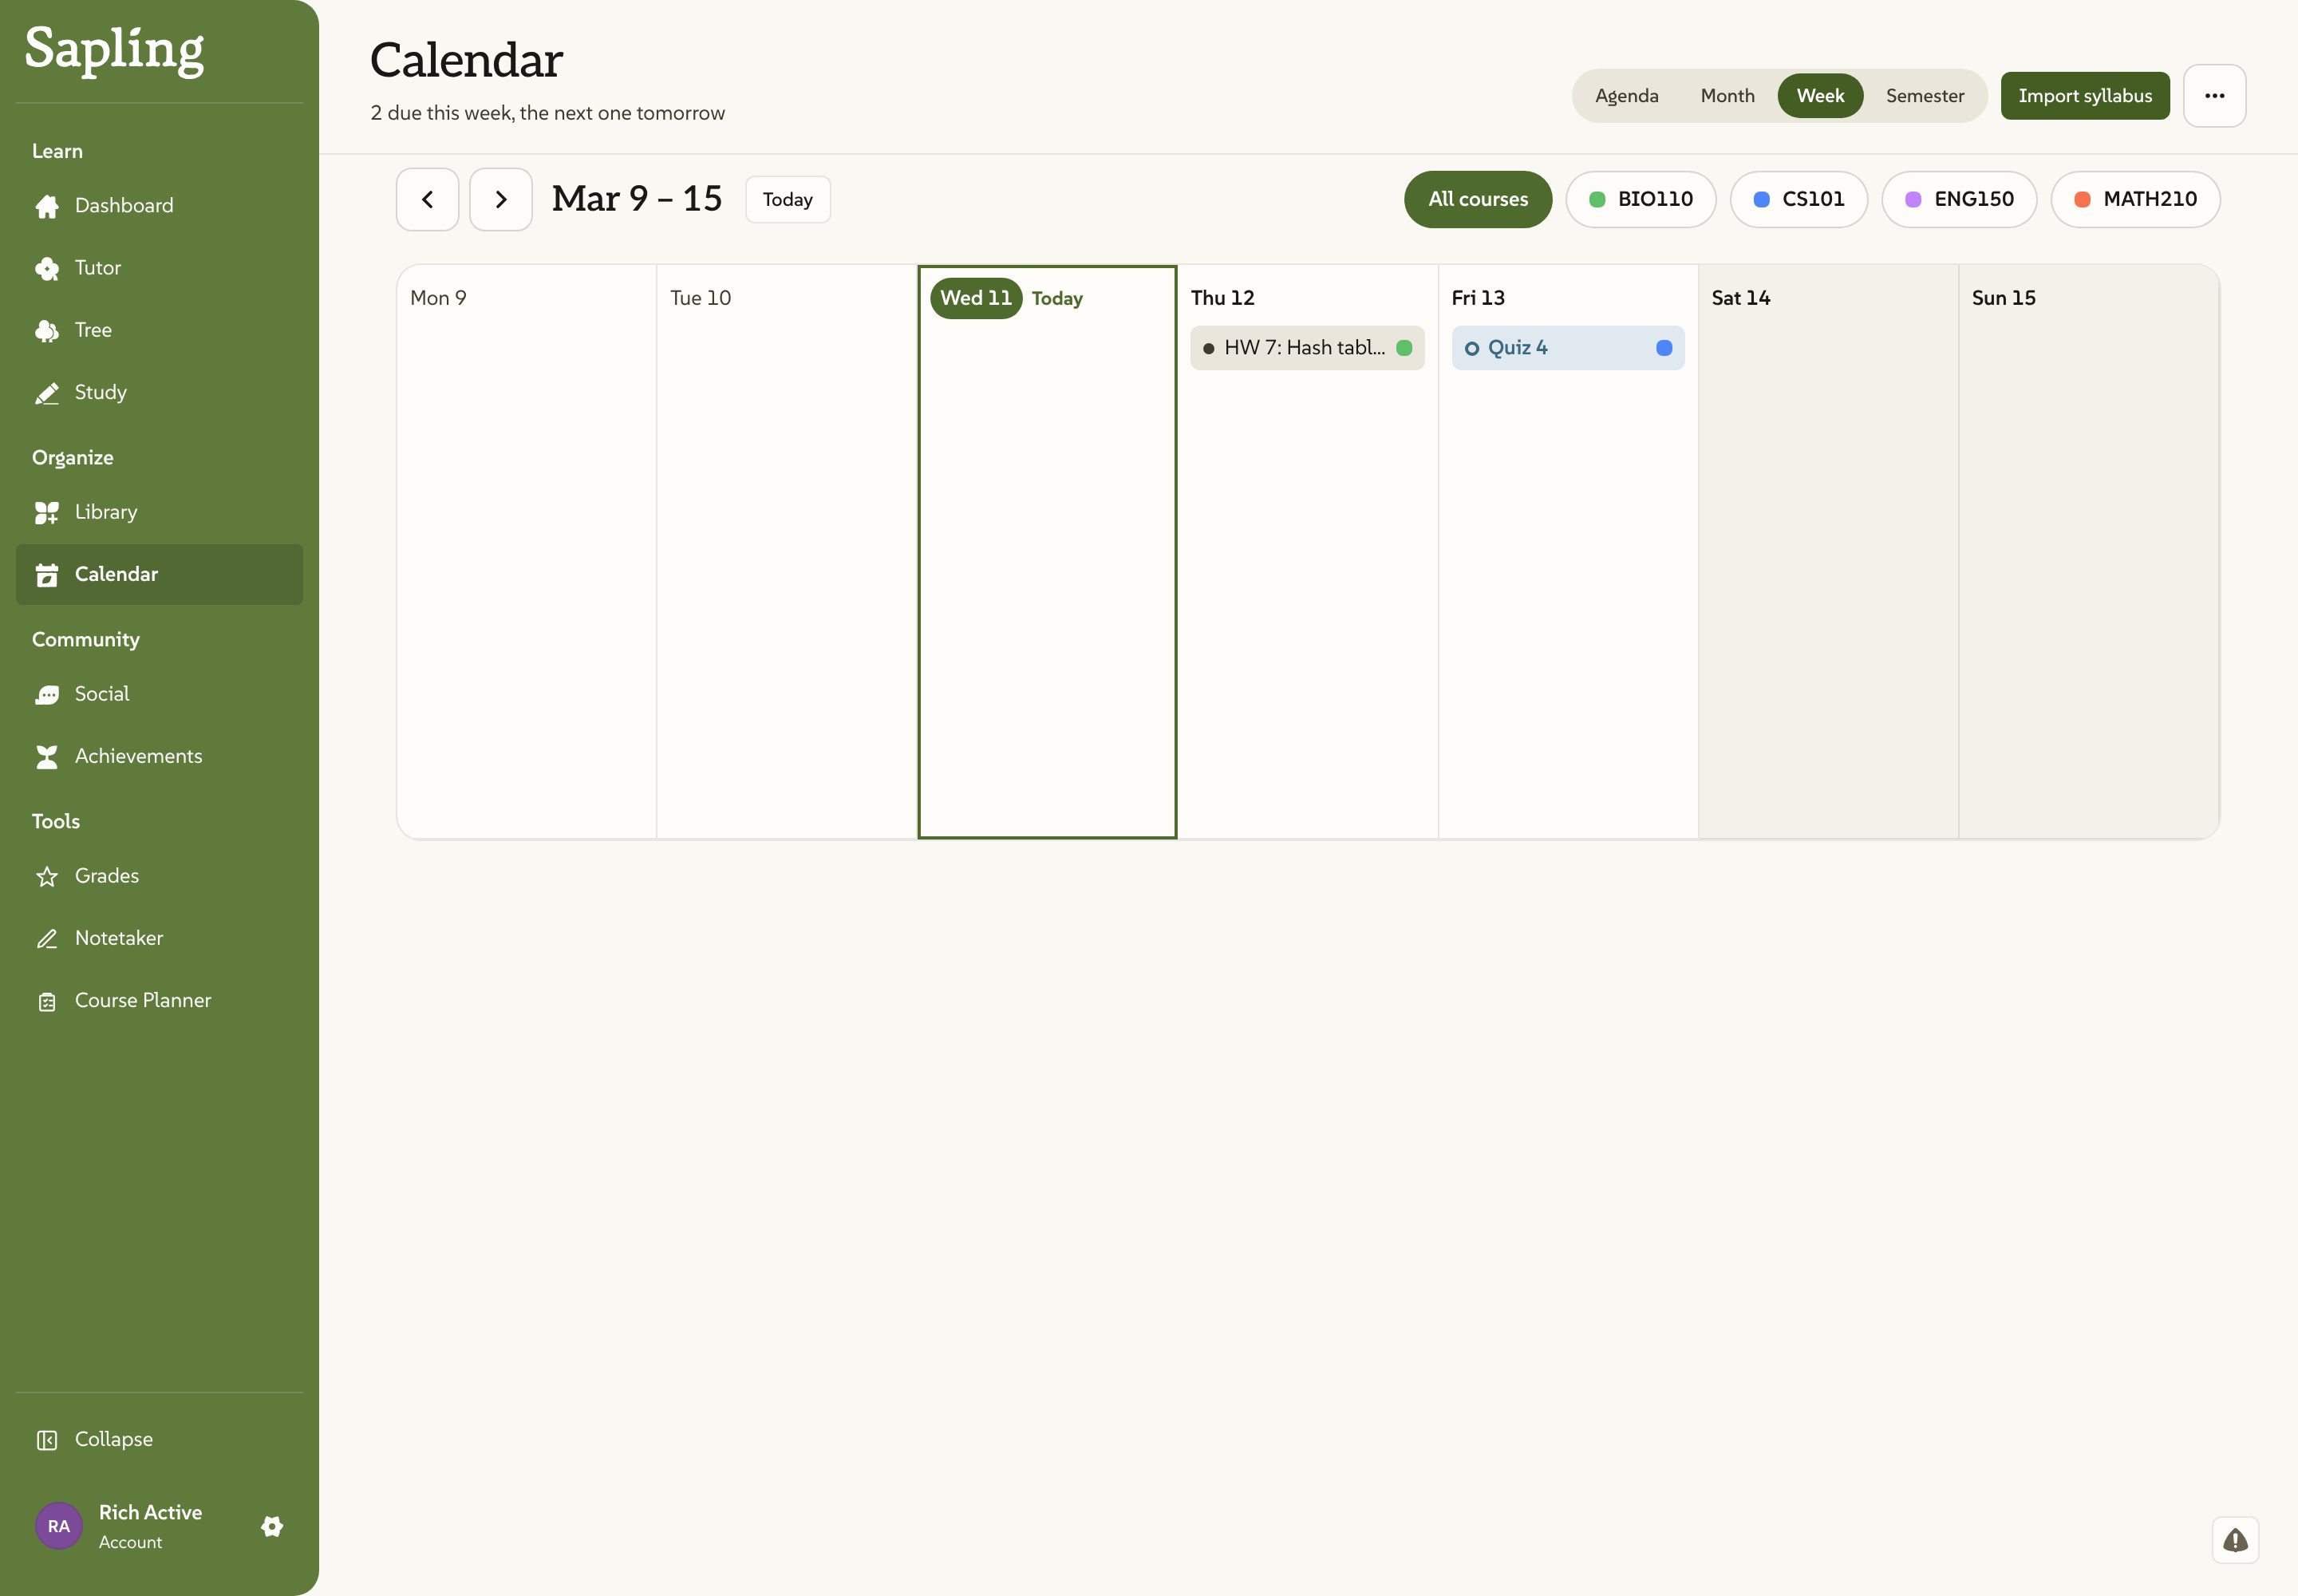 Sapling
Learn
Dashboard
Tutor
Tree
Study
Organize
Library
Calendar
Community
Social
Achievements
Tools
Grades
Notetaker
Course Planner
Collapse
RA
Rich Active
Account
Calendar
2 due this week, the next one tomorrow
Agenda Month Week Semester Import syllabus
Mar 9 – 15 Today
All courses BIO110 CS101 ENG150 MATH210
Mon 9 Tue 10 Wed 11 Today Thu 12 Fri 13 Sat 14 Sun 15
HW 7: Hash tabl... Quiz 4